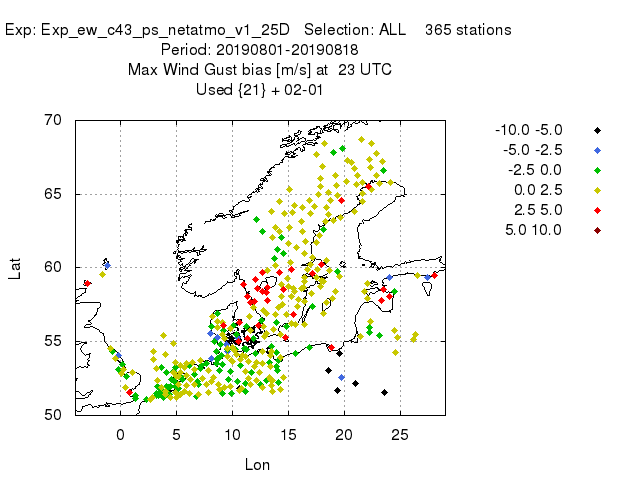 Exp: Exp_ew_c43_ps_netatmo_v1_25D Selection: ALL 365 stations
Period: 20190801-20190818
Max Wind Gust bias [m/s] at 23 UTC
Used {21} + 02-01
-10.0 -5.0
-5.0 -2.5
-2.5 0.0
0.0 2.5
2.5 5.0
5.0 10.0
70
65
60
55
50
Lat
0 5 10 15 20 25
Lon